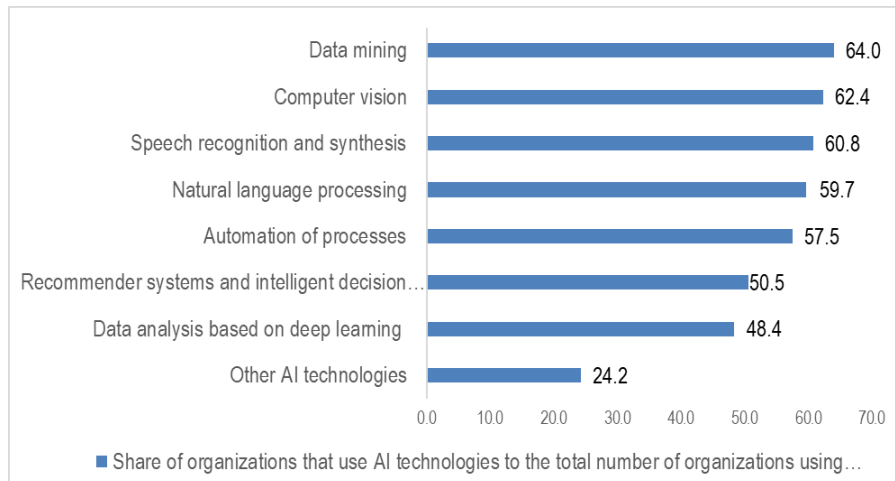 Data mining 64.0
Computer vision 62.4
Speech recognition and synthesis 60.8
Natural language processing 59.7
Automation of processes 57.5
Recommender systems and intelligent decision… 50.5
Data analysis based on deep learning 48.4
Other AI technologies 24.2
0.0 10.0 20.0 30.0 40.0 50.0 60.0 70.0
Share of organizations that use AI technologies to the total number of organizations using…